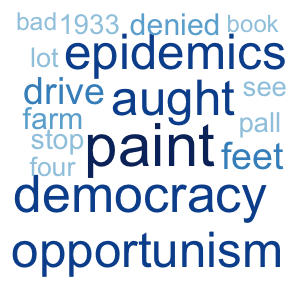 bad 1933 denied book
lot epidemics
drive aught see
farm pall
stop paint feet
four
democracy
opportunism